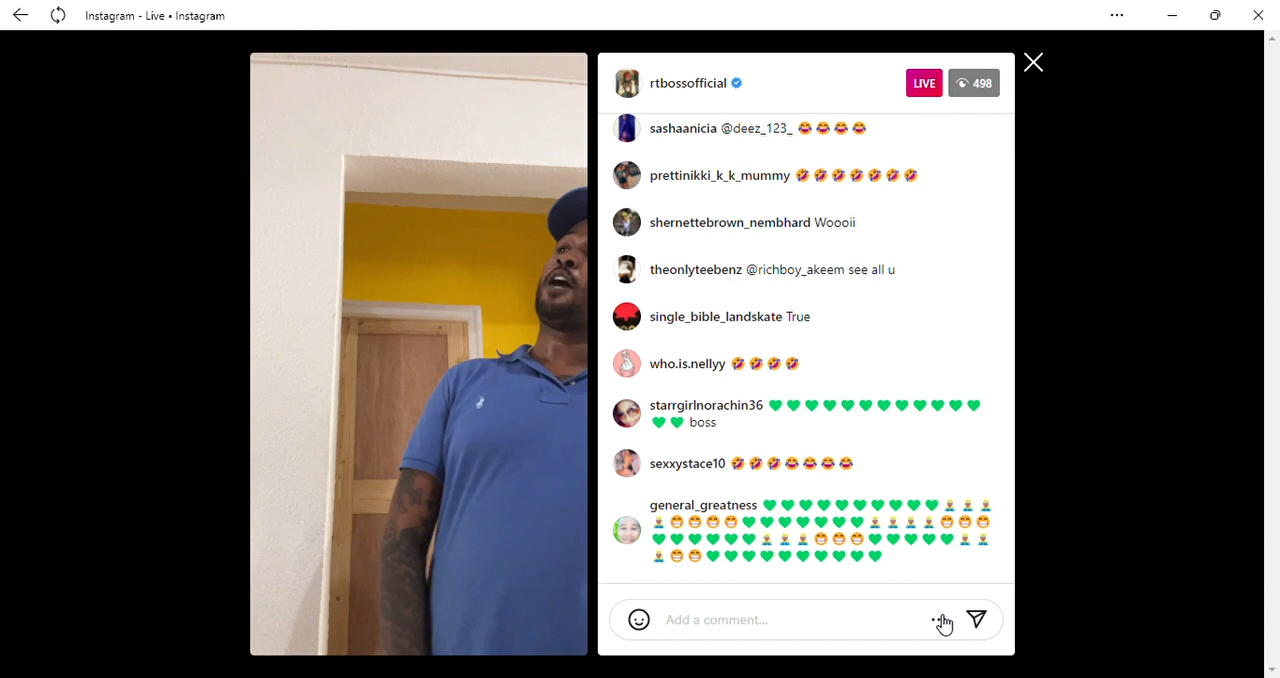 Instagram - Live • Instagram
rtbossofficial
LIVE
498
sashaanicia @deez_123_ 😂😂😂😂
prettinikki_k_k_mummy 🤣🤣🤣🤣🤣🤣🤣
shernettebrown_nembhard Woooii
theonlyteebenz @richboy_akeem see all u
single_bible_landskate True
who.is.nellyy 🤣🤣🤣🤣
starrgirlnorachin36 💚💚💚💚💚💚💚💚💚💚💚💚
💚💚 boss
sexxystace10 🤣🤣🤣😂😂😂😂
general_greatness
Add a comment...